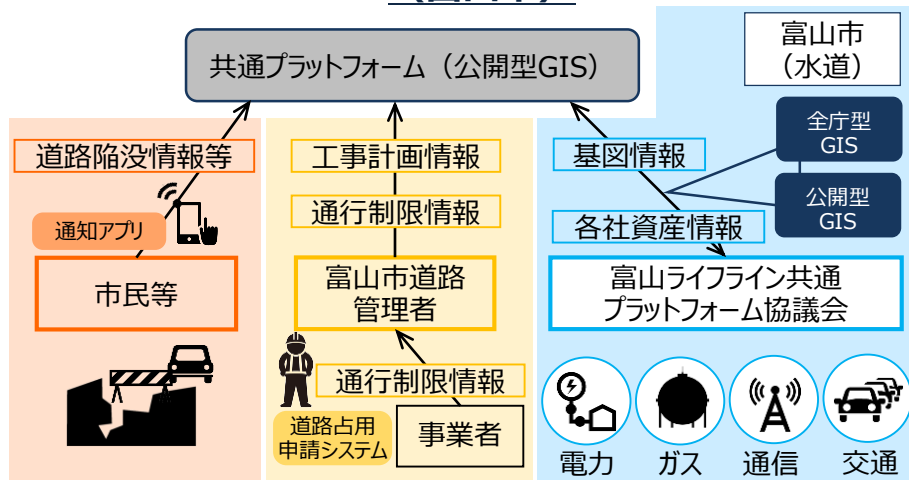 共通プラットフォーム（公開型GIS）
富山市
（水道）
全庁型
GIS
公開型
GIS
道路陥没情報等
通知アプリ
市民等
工事計画情報
通行制限情報
富山市道路
管理者
通行制限情報
道路占用
申請システム
事業者
基図情報
各社資産情報
富山ライフライン共通
プラットフォーム協議会
電力
ガス
通信
交通